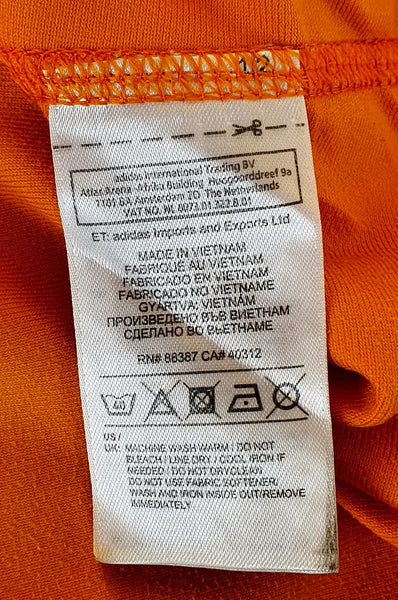 12
adidas International Trading BV
Atlas Arena -Afrika Building Hoogoorddreef 9a
1101 BA, Amsterdam ZO The Netherlands
VAT NO. NL 8073.01.322.B.01
ET: adidas Imports and Exports Ltd
MADE IN VIETNAM
FABRIQUÉ AU VIETNAM
FABRICADO EN VIETNAM
FABRICADO NO VIETNAME
GYÁRTVA: VIETNÁM
ПРОИЗВЕДЕНО ВЪВ ВИЕТНАМ
СДЕЛАНО ВО ВЬЕТНАМЕ
RN# 88387 CA# 40312
40
US /
UK: MACHINE WASH WARM / DO NOT
BLEACH / LINE DRY / COOL IRON IF
NEEDED / DO NOT DRYCLEAN
DO NOT USE FABRIC SOFTENER/
WASH AND IRON INSIDE OUT/REMOVE
IMMEDIATELY